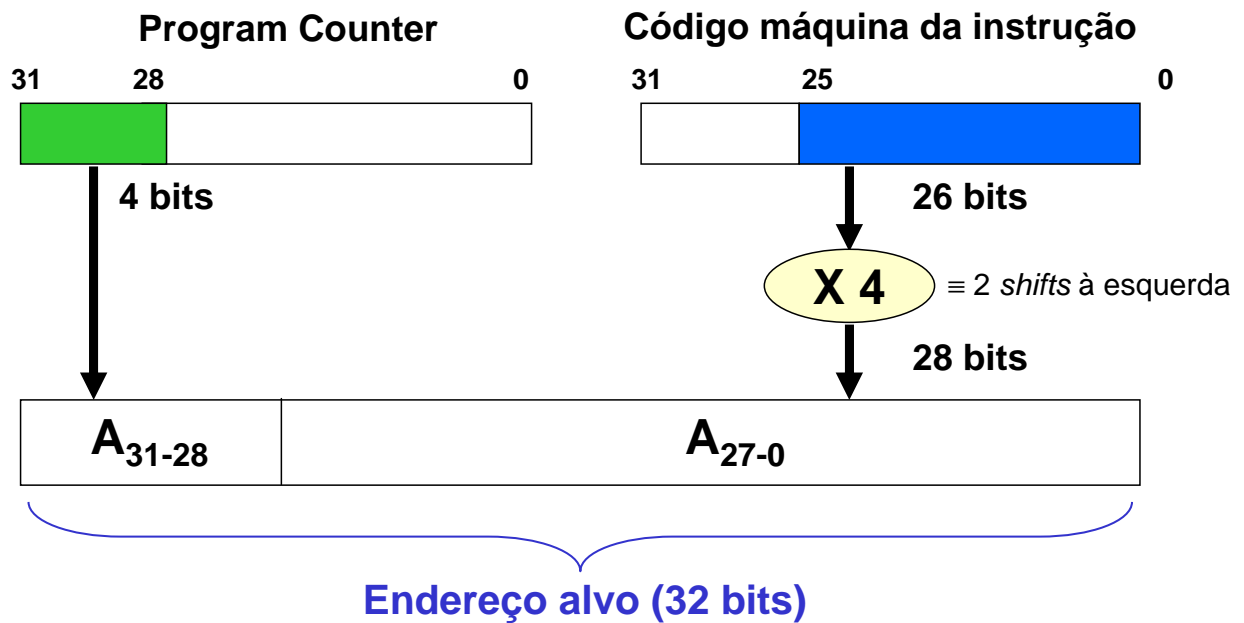 Program Counter
Código máquina da instrução
31 28 0
31 25 0
4 bits
26 bits
X 4
≡ 2 shifts à esquerda
28 bits
A31-28
A27-0
Endereço alvo (32 bits)